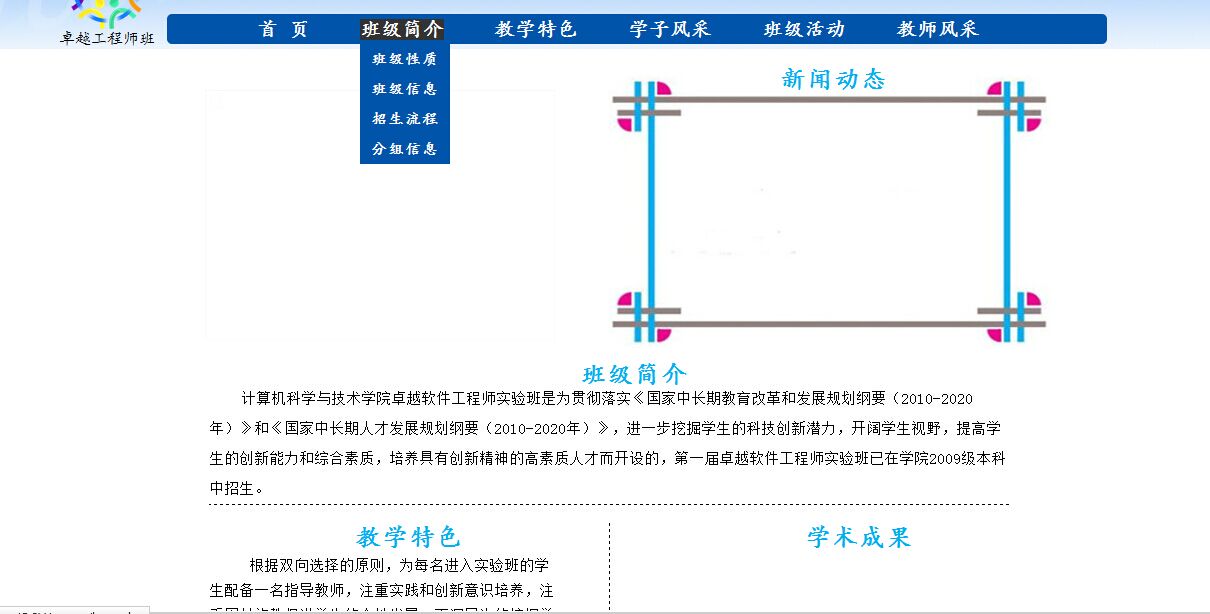 卓越工程师班
首 页 班级简介 教学特色 学子风采 班级活动 教师风采
班级性质
班级信息
招生流程
分组信息
新闻动态
班级简介
计算机科学与技术学院卓越软件工程师实验班是为贯彻落实《国家中长期教育改革和发展规划纲要（2010-2020
年）》和《国家中长期人才发展规划纲要（2010-2020年）》，进一步挖掘学生的科技创新潜力，开阔学生视野，提高学
生的创新能力和综合素质，培养具有创新精神的高素质人才而开设的，第一届卓越软件工程师实验班已在学院2009级本科
中招生。
教学特色
根据双向选择的原则，为每名进入实验班的学
生配备一名指导教师，注重实践和创新意识培养，注
学术成果